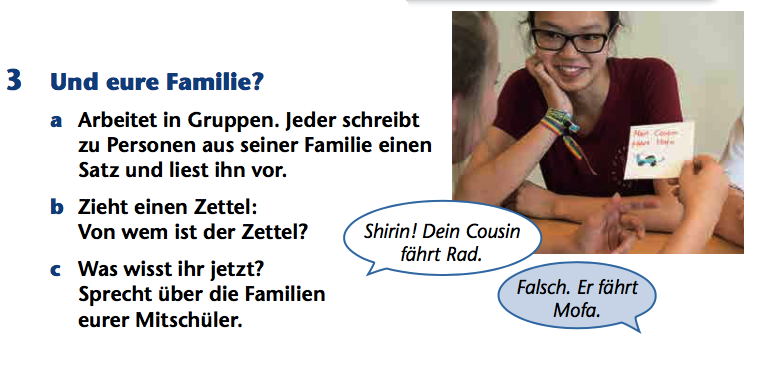 3 Und eure Familie?
a Arbeitet in Gruppen. Jeder schreibt
zu Personen aus seiner Familie einen
Satz und liest ihn vor.
b Zieht einen Zettel:
Von wem ist der Zettel?
c Was wisst ihr jetzt?
Sprecht über die Familien
eurer Mitschüler.
Mein Cousin
fährt Mofa
Shirin! Dein Cousin
fährt Rad.
Falsch. Er fährt
Mofa.